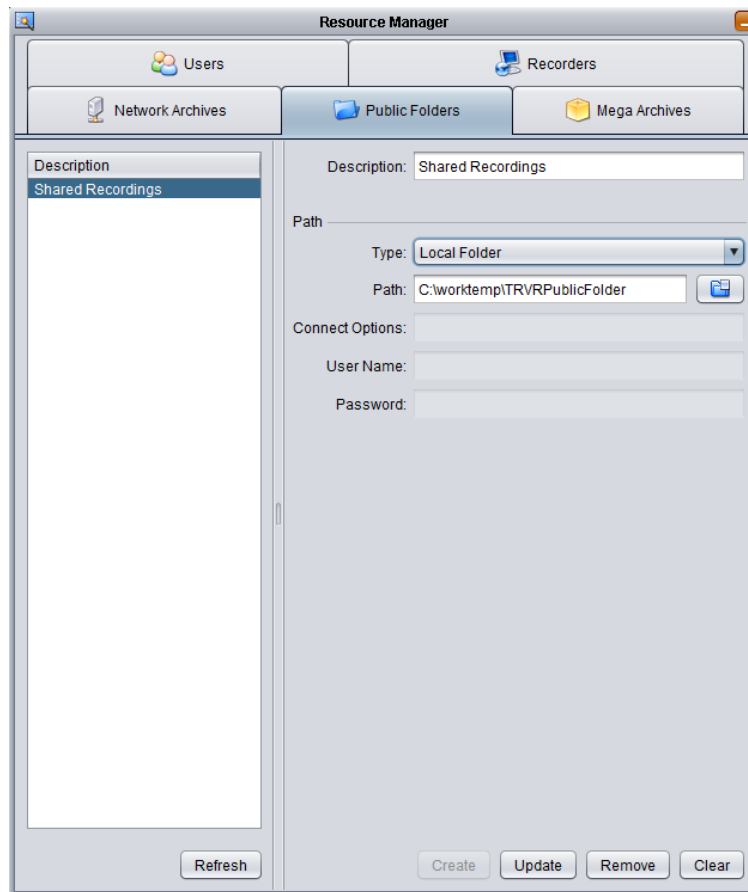 Resource Manager
Users
Recorders
Network Archives
Public Folders
Mega Archives
Description
Shared Recordings
Description: Shared Recordings
Path
Type: Local Folder
Path: C:\worktemp\TRVRPublicFolder
Connect Options:
User Name:
Password:
Refresh
Create
Update
Remove
Clear